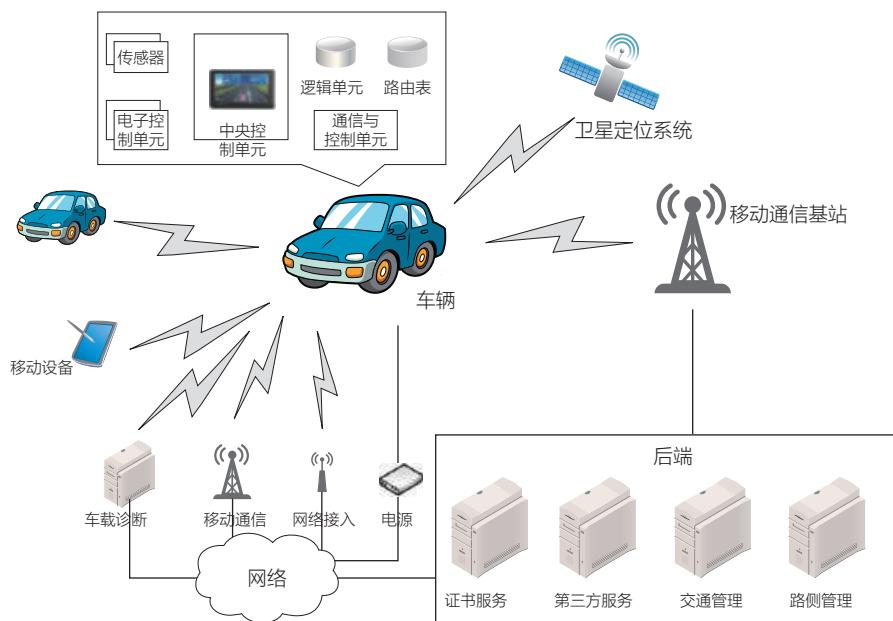 传感器
逻辑单元
路由表
电子控
制单元
中央控
制单元
通信与
控制单元
卫星定位系统
移动通信基站
车辆
移动设备
后端
车载诊断
移动通信
网络接入
电源
网络
证书服务
第三方服务
交通管理
路侧管理